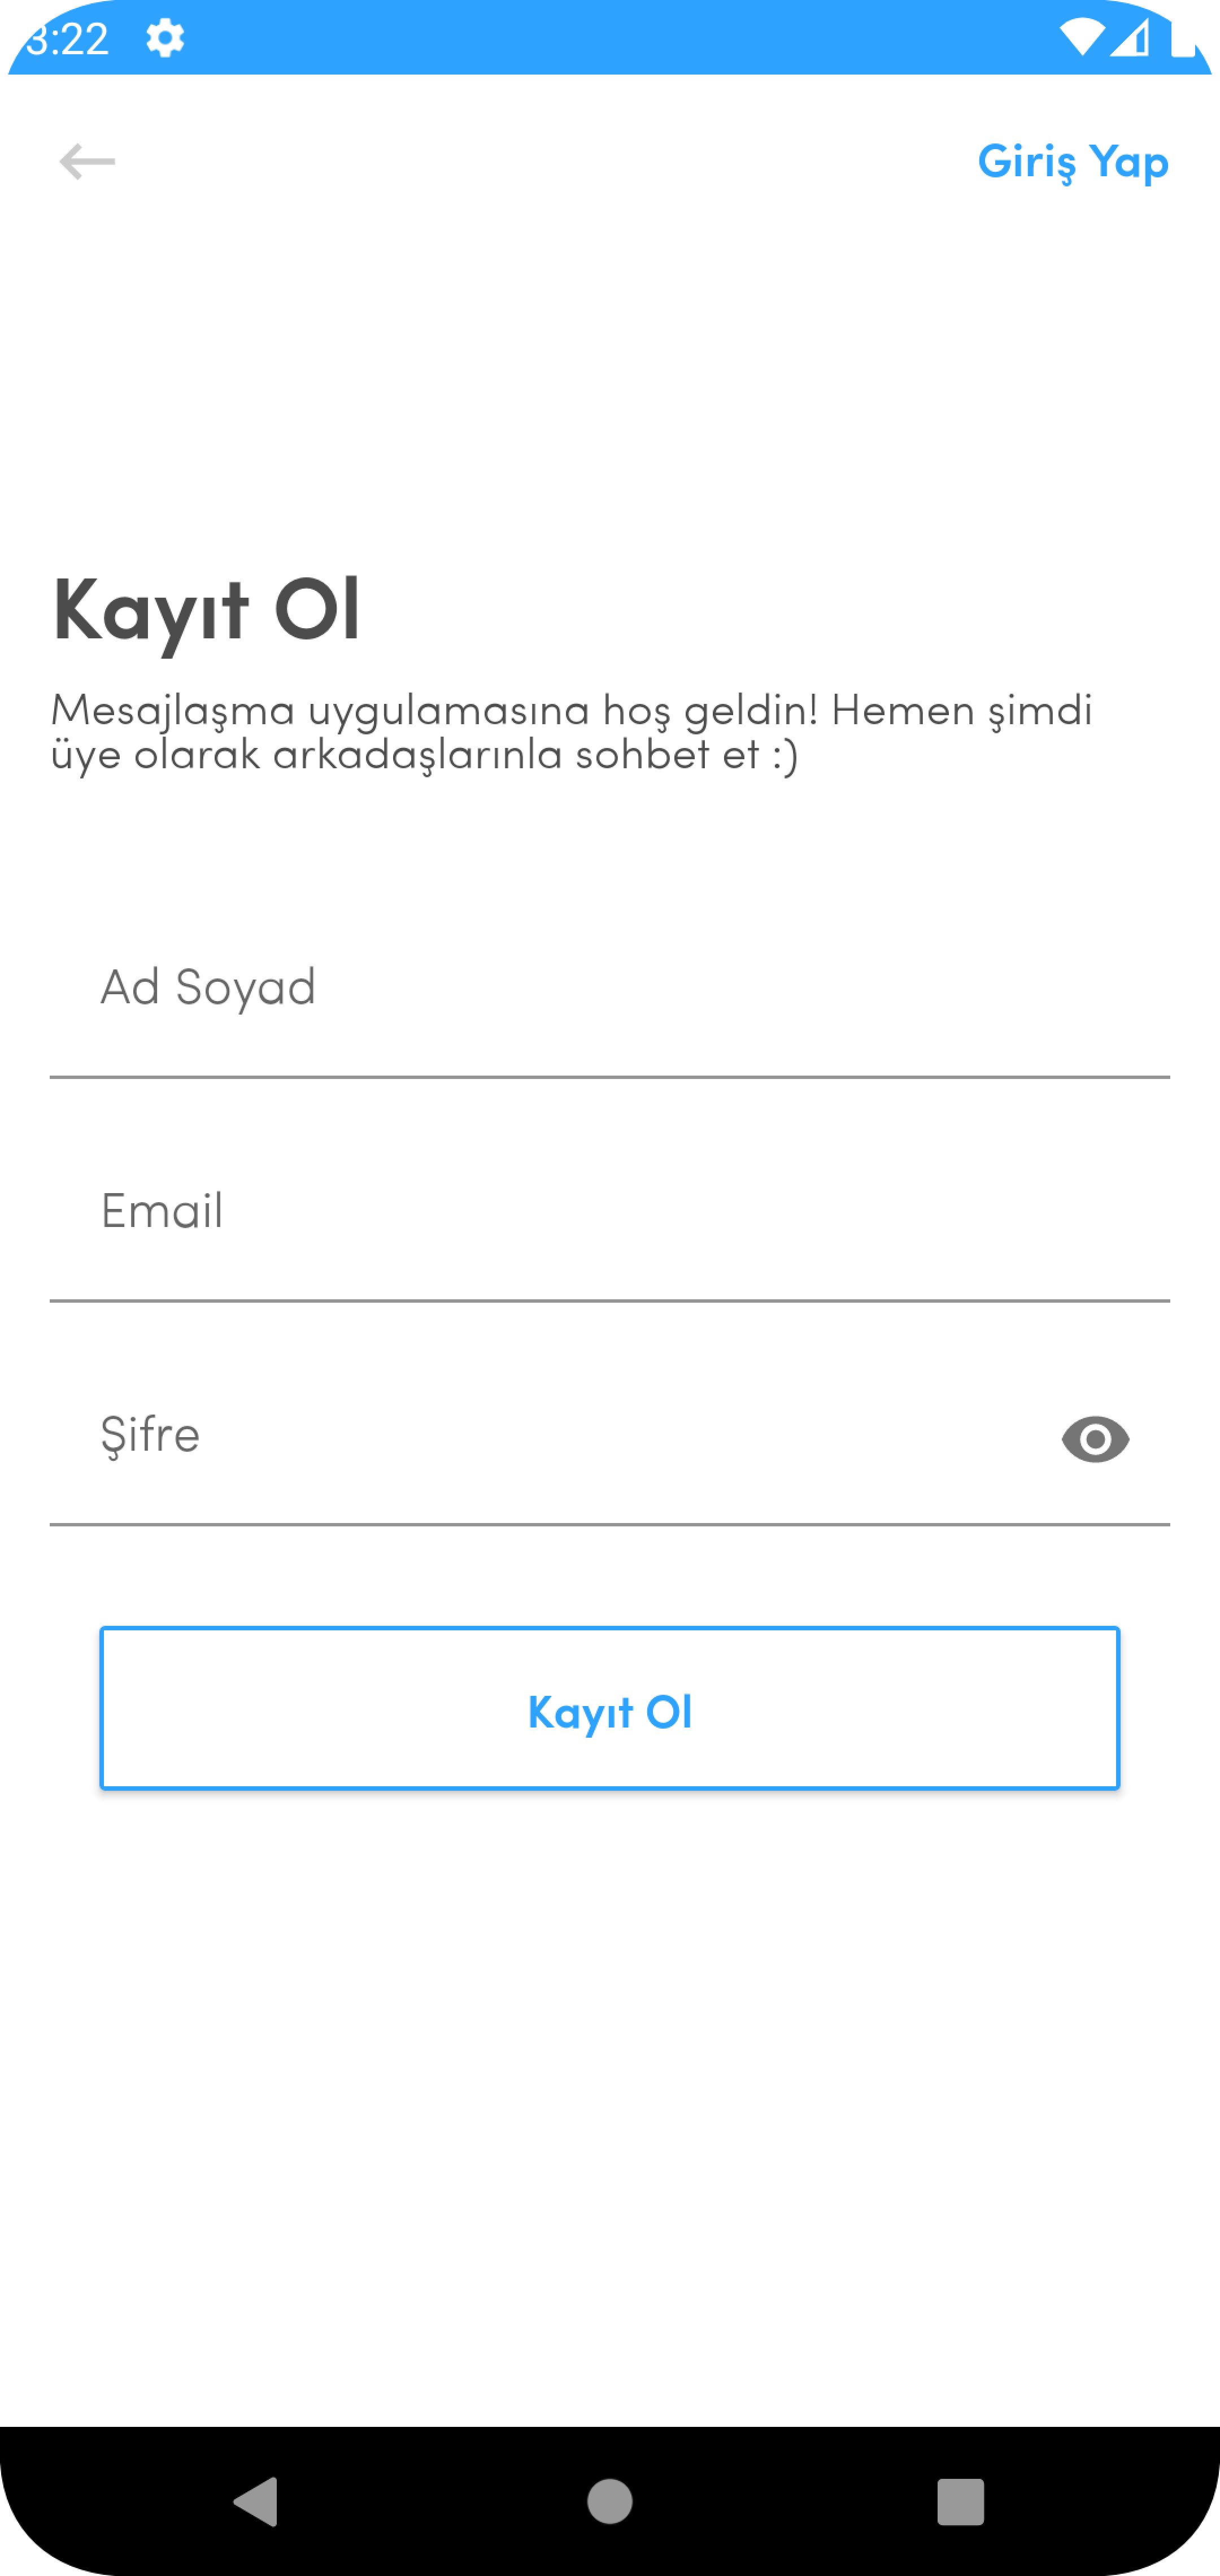 3:22
Giriş Yap
Kayıt Ol
Mesajlaşma uygulamasına hoş geldin! Hemen şimdi
üye olarak arkadaşlarınla sohbet et :)
Ad Soyad
Email
Şifre
Kayıt Ol